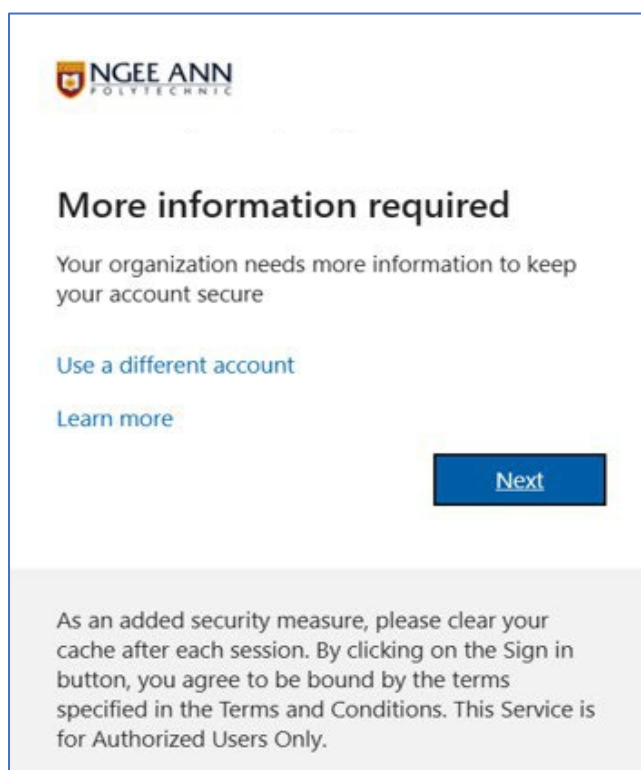 NGEE ANN
POLYTECHNIC
More information required
Your organization needs more information to keep
your account secure
Use a different account
Learn more
Next
As an added security measure, please clear your
cache after each session. By clicking on the Sign in
button, you agree to be bound by the terms
specified in the Terms and Conditions. This Service is
for Authorized Users Only.